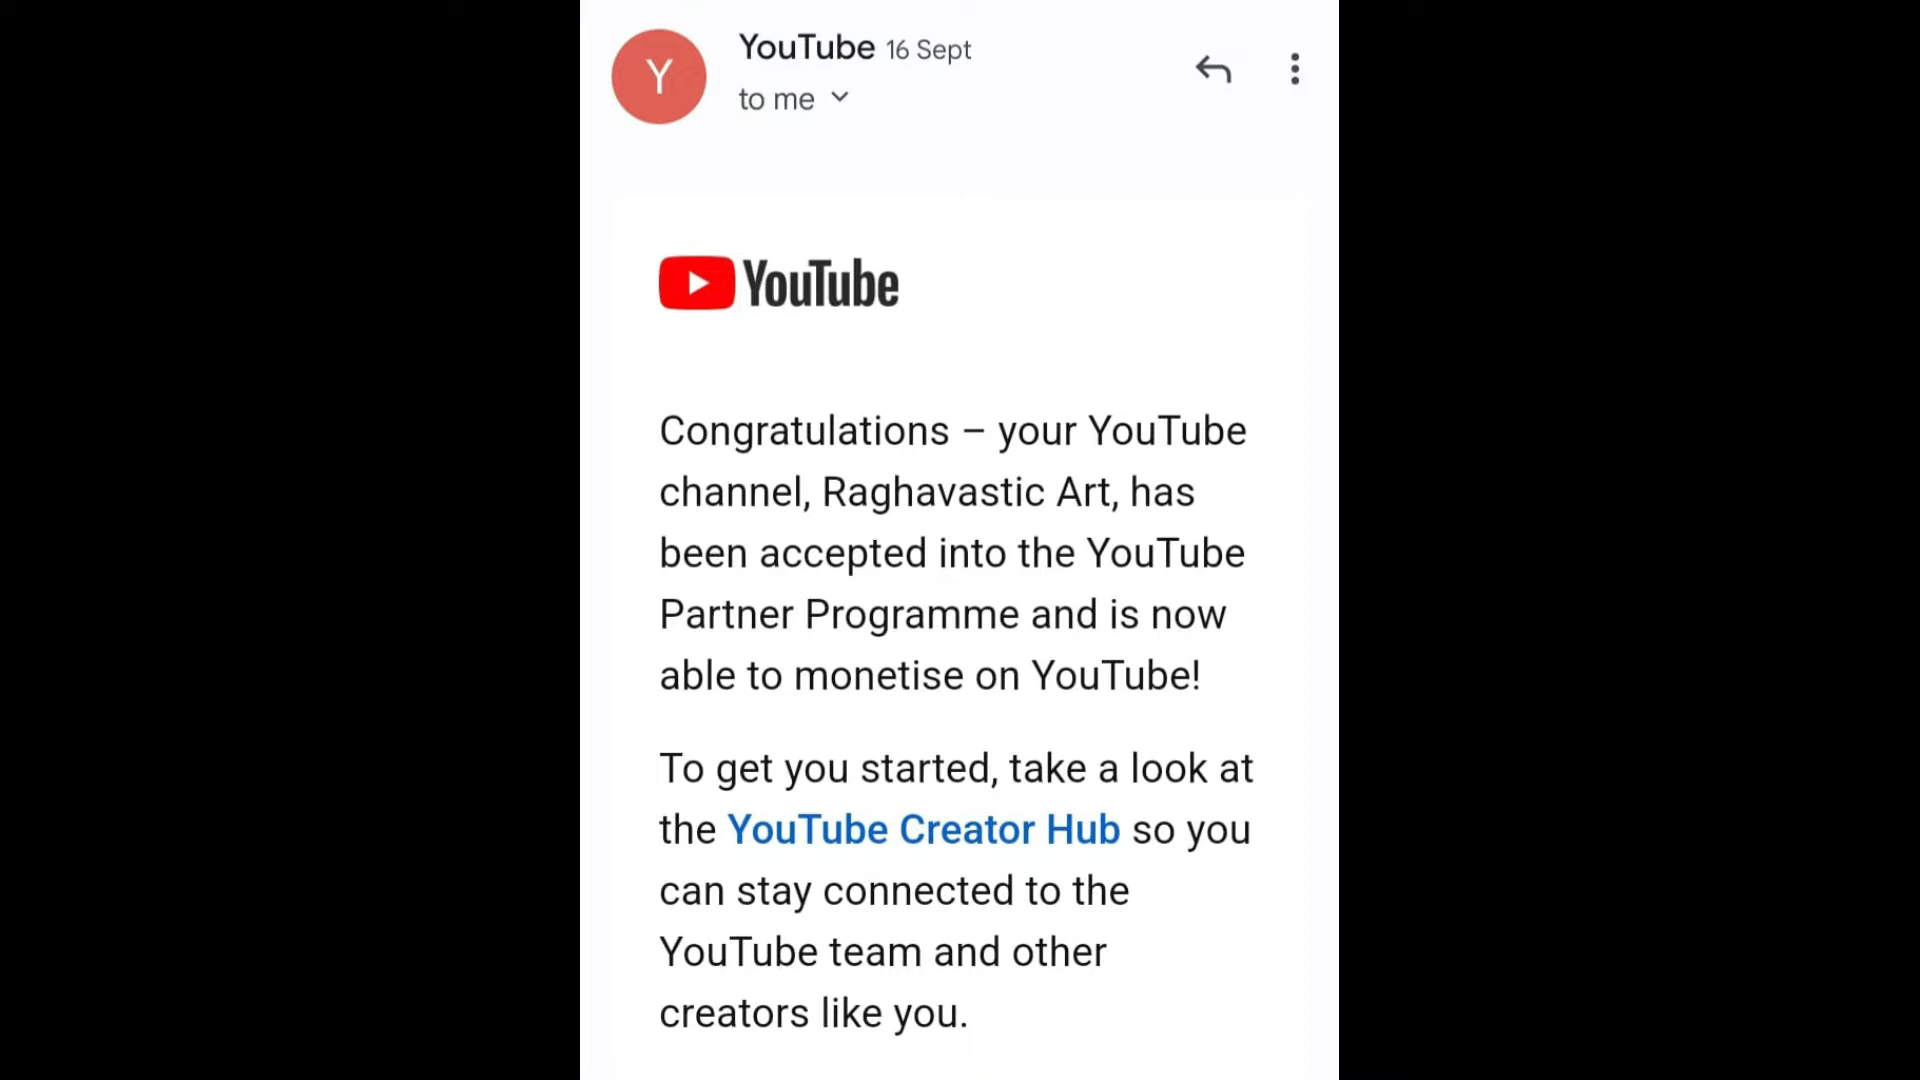 YouTube 16 Sept
to me
Y
YouTube
Congratulations – your YouTube
channel, Raghavastic Art, has
been accepted into the YouTube
Partner Programme and is now
able to monetise on YouTube!
To get you started, take a look at
the YouTube Creator Hub so you
can stay connected to the
YouTube team and other
creators like you.